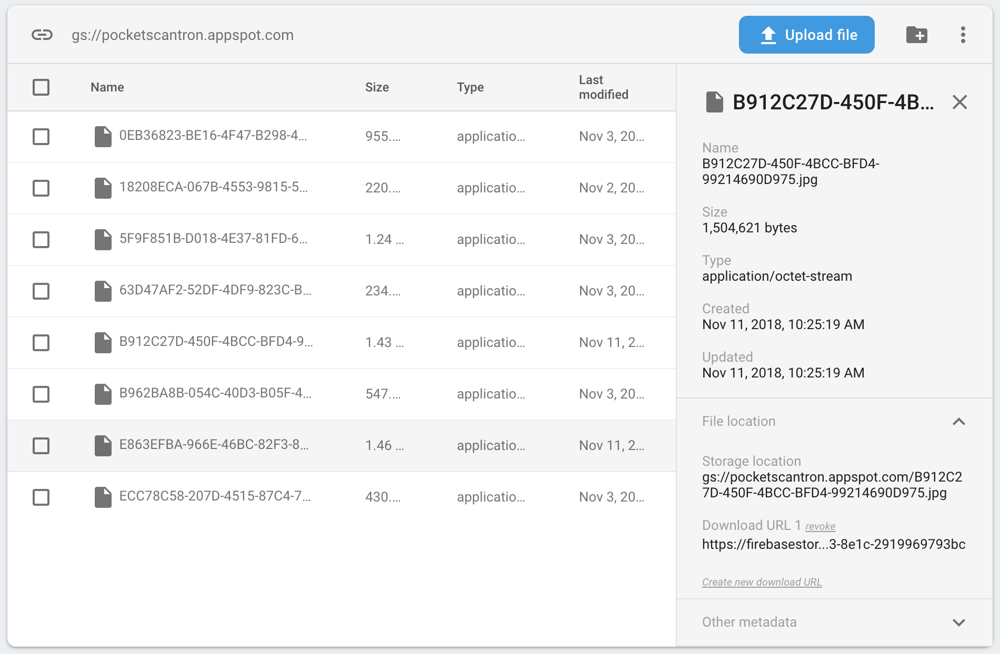 gs://pocketscantron.appspot.com
Upload file
Name Size Type Last modified
0EB36823-BE16-4F47-B298-4... 955.... applicatio... Nov 3, 20...
18208ECA-067B-4553-9815-5... 220.... applicatio... Nov 2, 20...
5F9F851B-D018-4E37-81FD-6... 1.24 ... applicatio... Nov 3, 20...
63D47AF2-52DF-4DF9-823C-B... 234.... applicatio... Nov 3, 20...
B912C27D-450F-4BCC-BFD4-9... 1.43 ... applicatio... Nov 11, 2...
B962BA8B-054C-40D3-B05F-4... 547.... applicatio... Nov 3, 20...
E863EFBA-966E-46BC-82F3-8... 1.46 ... applicatio... Nov 11, 2...
ECC78C58-207D-4515-87C4-7... 430.... applicatio... Nov 3, 20...
B912C27D-450F-4B...
Name
B912C27D-450F-4BCC-BFD4-
99214690D975.jpg
Size
1,504,621 bytes
Type
application/octet-stream
Created
Nov 11, 2018, 10:25:19 AM
Updated
Nov 11, 2018, 10:25:19 AM
File location
Storage location
gs://pocketscantron.appspot.com/B912C2
7D-450F-4BCC-BFD4-99214690D975.jpg
Download URL 1 revoke
https://firebasestor...3-8e1c-2919969793bc
Create new download URL
Other metadata